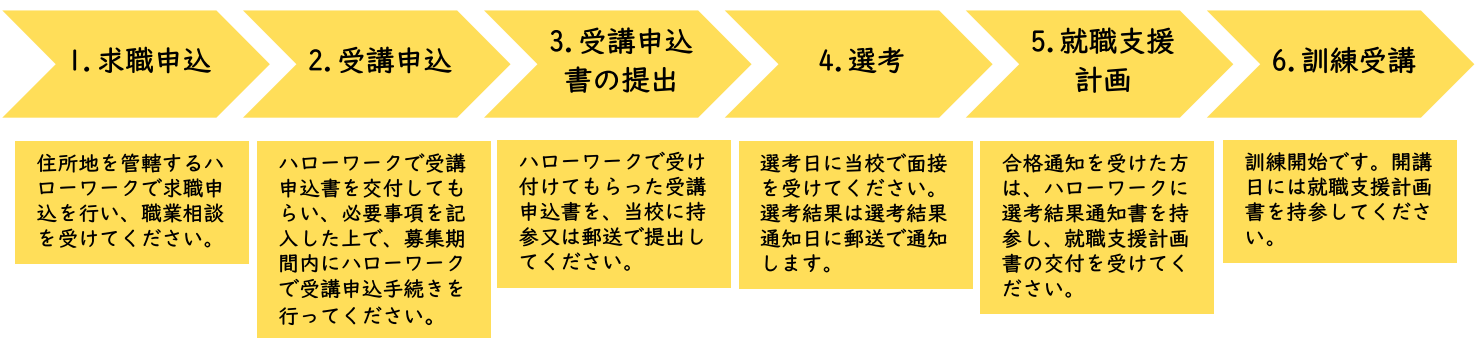 1. 求職申込
2. 受講申込
3. 受講申込
書の提出
4. 選考
5. 就職支援
計画
6. 訓練受講
住所地を管轄するハ
ローワークで求職申
込を行い、職業相談
を受けてください。
ハローワークで受講
申込書を交付しても
らい、必要事項を記
入した上で、募集期
間内にハローワーク
で受講申込手続きを
行ってください。
ハローワークで受け
付けてもらった受講
申込書を、当校に持
参又は郵送で提出し
てください。
選考日に当校で面接
を受けてください。
選考結果は選考結果
通知日に郵送で通知
します。
合格通知を受けた方
は、ハローワークに
選考結果通知書を持
参し、就職支援計画
書の交付を受けてく
ださい。
訓練開始です。開講
日には就職支援計画
書を持参してくださ
い。